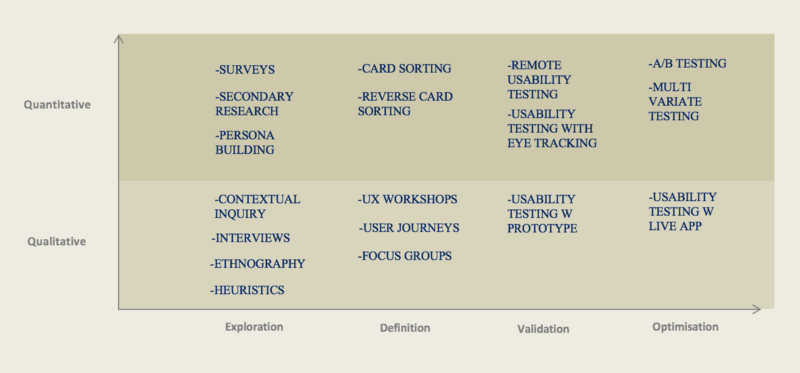 Quantitative
-SURVEYS
-SECONDARY
RESEARCH
-PERSONA
BUILDING
-CARD SORTING
-REVERSE CARD
SORTING
-REMOTE
USABILITY
TESTING
-USABILITY
TESTING WITH
EYE TRACKING
-A/B TESTING
-MULTI
VARIATE
TESTING
Qualitative
-CONTEXTUAL
INQUIRY
-INTERVIEWS
-ETHNOGRAPHY
-HEURISTICS
-UX WORKSHOPS
-USER JOURNEYS
-FOCUS GROUPS
-USABILITY
TESTING W
PROTOTYPE
-USABILITY
TESTING W
LIVE APP
Exploration
Definition
Validation
Optimisation